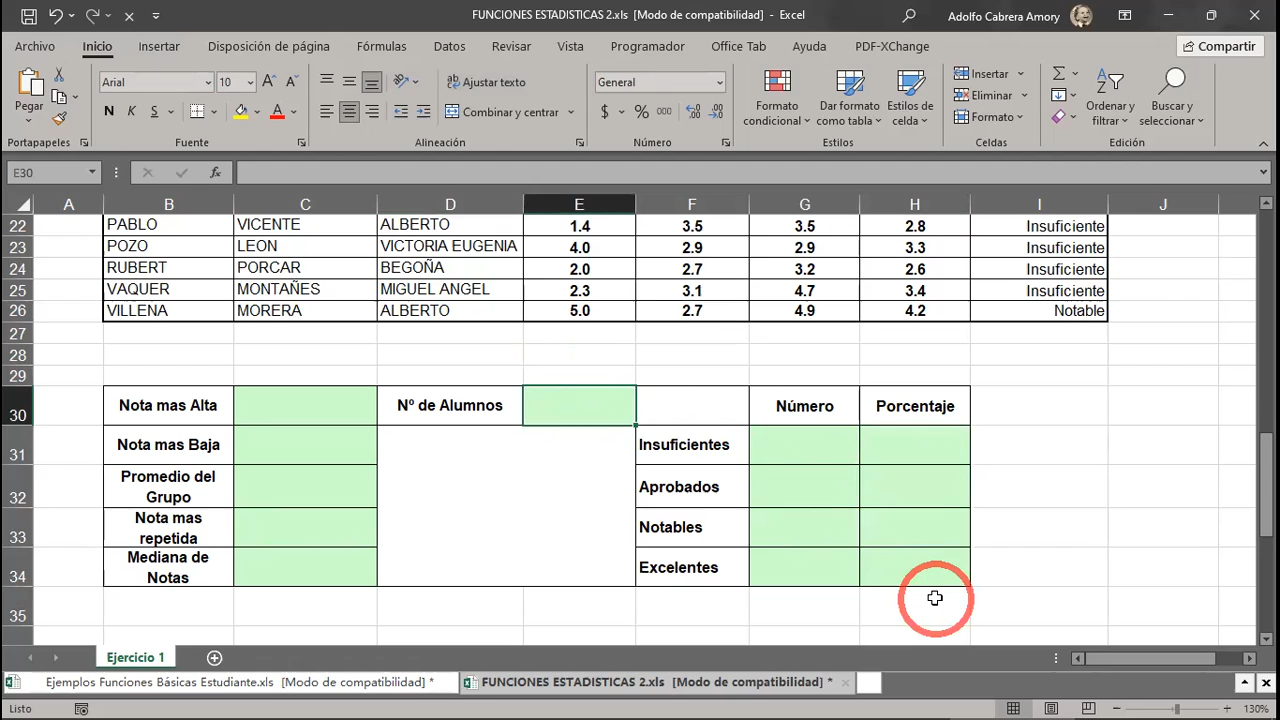 FUNCIONES ESTADISTICAS 2.xls [Modo de compatibilidad] - Excel
Adolfo Cabrera Amory
Archivo Inicio Insertar Disposición de página Fórmulas Datos Revisar Vista Programador Office Tab Ayuda PDF-XChange Compartir
Pegar
Arial 10
N K S
Ajustar texto
Combinar y centrar
General
$ % 000
Formato condicional
Dar formato como tabla
Estilos de celda
Insertar
Eliminar
Formato
Ordenar y filtrar
Buscar y seleccionar
Portapapeles Fuente Alineación Número Estilos Celdas Edición
E30 fx
A B C D E F G H I J
22 PABLO VICENTE ALBERTO 1.4 3.5 3.5 2.8 Insuficiente
23 POZO LEON VICTORIA EUGENIA 4.0 2.9 2.9 3.3 Insuficiente
24 RUBERT PORCAR BEGOÑA 2.0 2.7 3.2 2.6 Insuficiente
25 VAQUER MONTAÑES MIGUEL ANGEL 2.3 3.1 4.7 3.4 Insuficiente
26 VILLENA MORERA ALBERTO 5.0 2.7 4.9 4.2 Notable
27
28
29
30 Nota mas Alta Nº de Alumnos Número Porcentaje
31 Nota mas Baja Insuficientes
32 Promedio del Grupo Aprobados
33 Nota mas repetida Notables
34 Mediana de Notas Excelentes
35
Ejercicio 1
Ejemplos Funciones Básicas Estudiante.xls [Modo de compatibilidad] * FUNCIONES ESTADISTICAS 2.xls [Modo de compatibilidad] *
Listo 130%